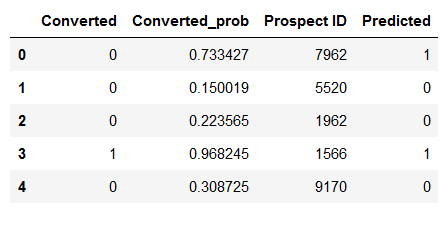 Converted Converted_prob Prospect ID Predicted
0 0 0.733427 7962 1
1 0 0.150019 5520 0
2 0 0.223565 1962 0
3 1 0.968245 1566 1
4 0 0.308725 9170 0